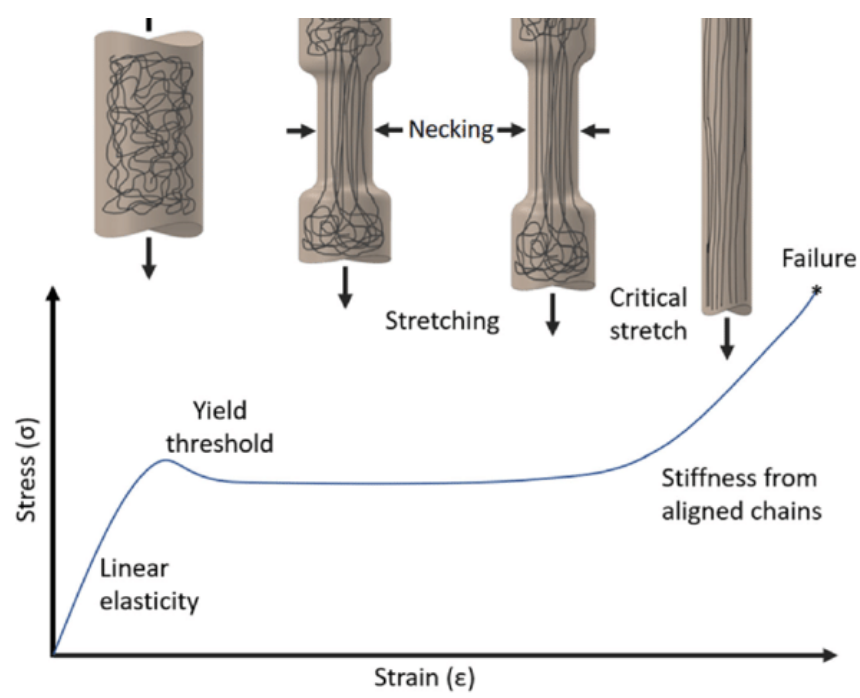 Necking
Failure
Stretching
Critical
stretch
Yield
threshold
Stiffness from
aligned chains
Linear
elasticity
Stress (σ)
Strain (ε)
*